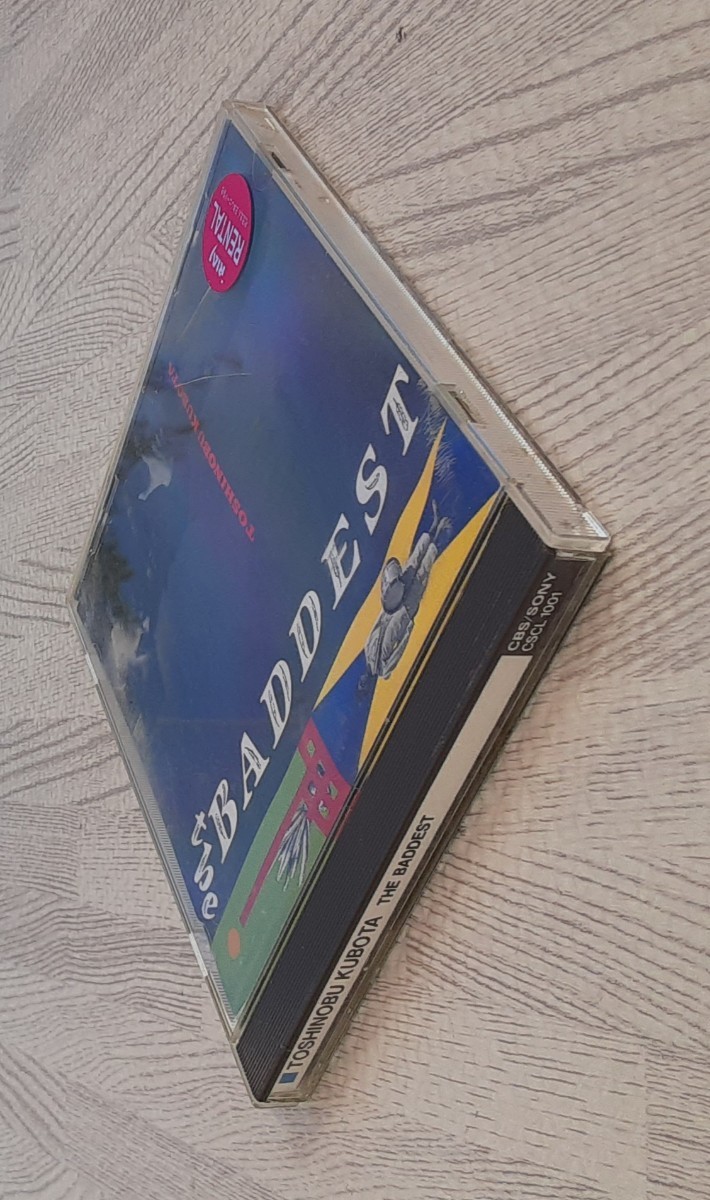 the
BADDEST
TOSHINOBU KUBOTA
RENTAL
TOSHINOBU KUBOTA THE BADDEST
CBS/SONY
CSCL 1001